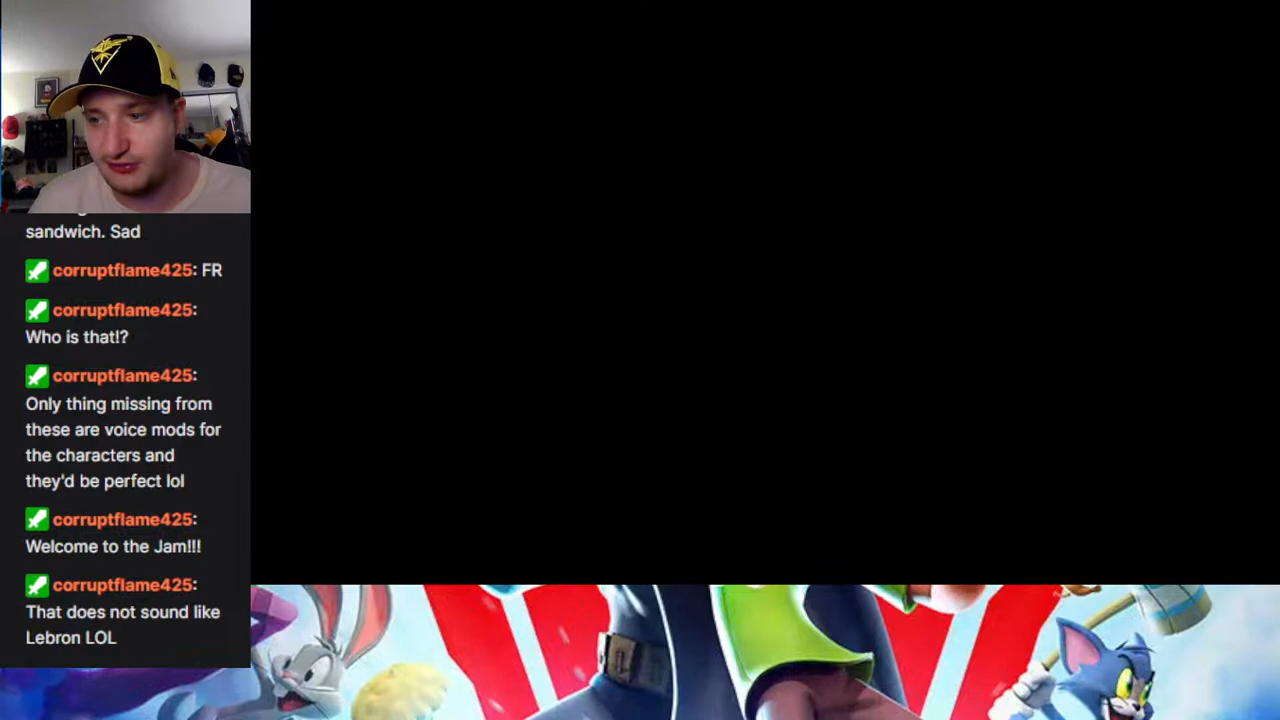 sandwich. Sad
corruptflame425: FR
corruptflame425:
Who is that!?
corruptflame425:
Only thing missing from
these are voice mods for
the characters and
they'd be perfect lol
corruptflame425:
Welcome to the Jam!!!
corruptflame425:
That does not sound like
Lebron LOL